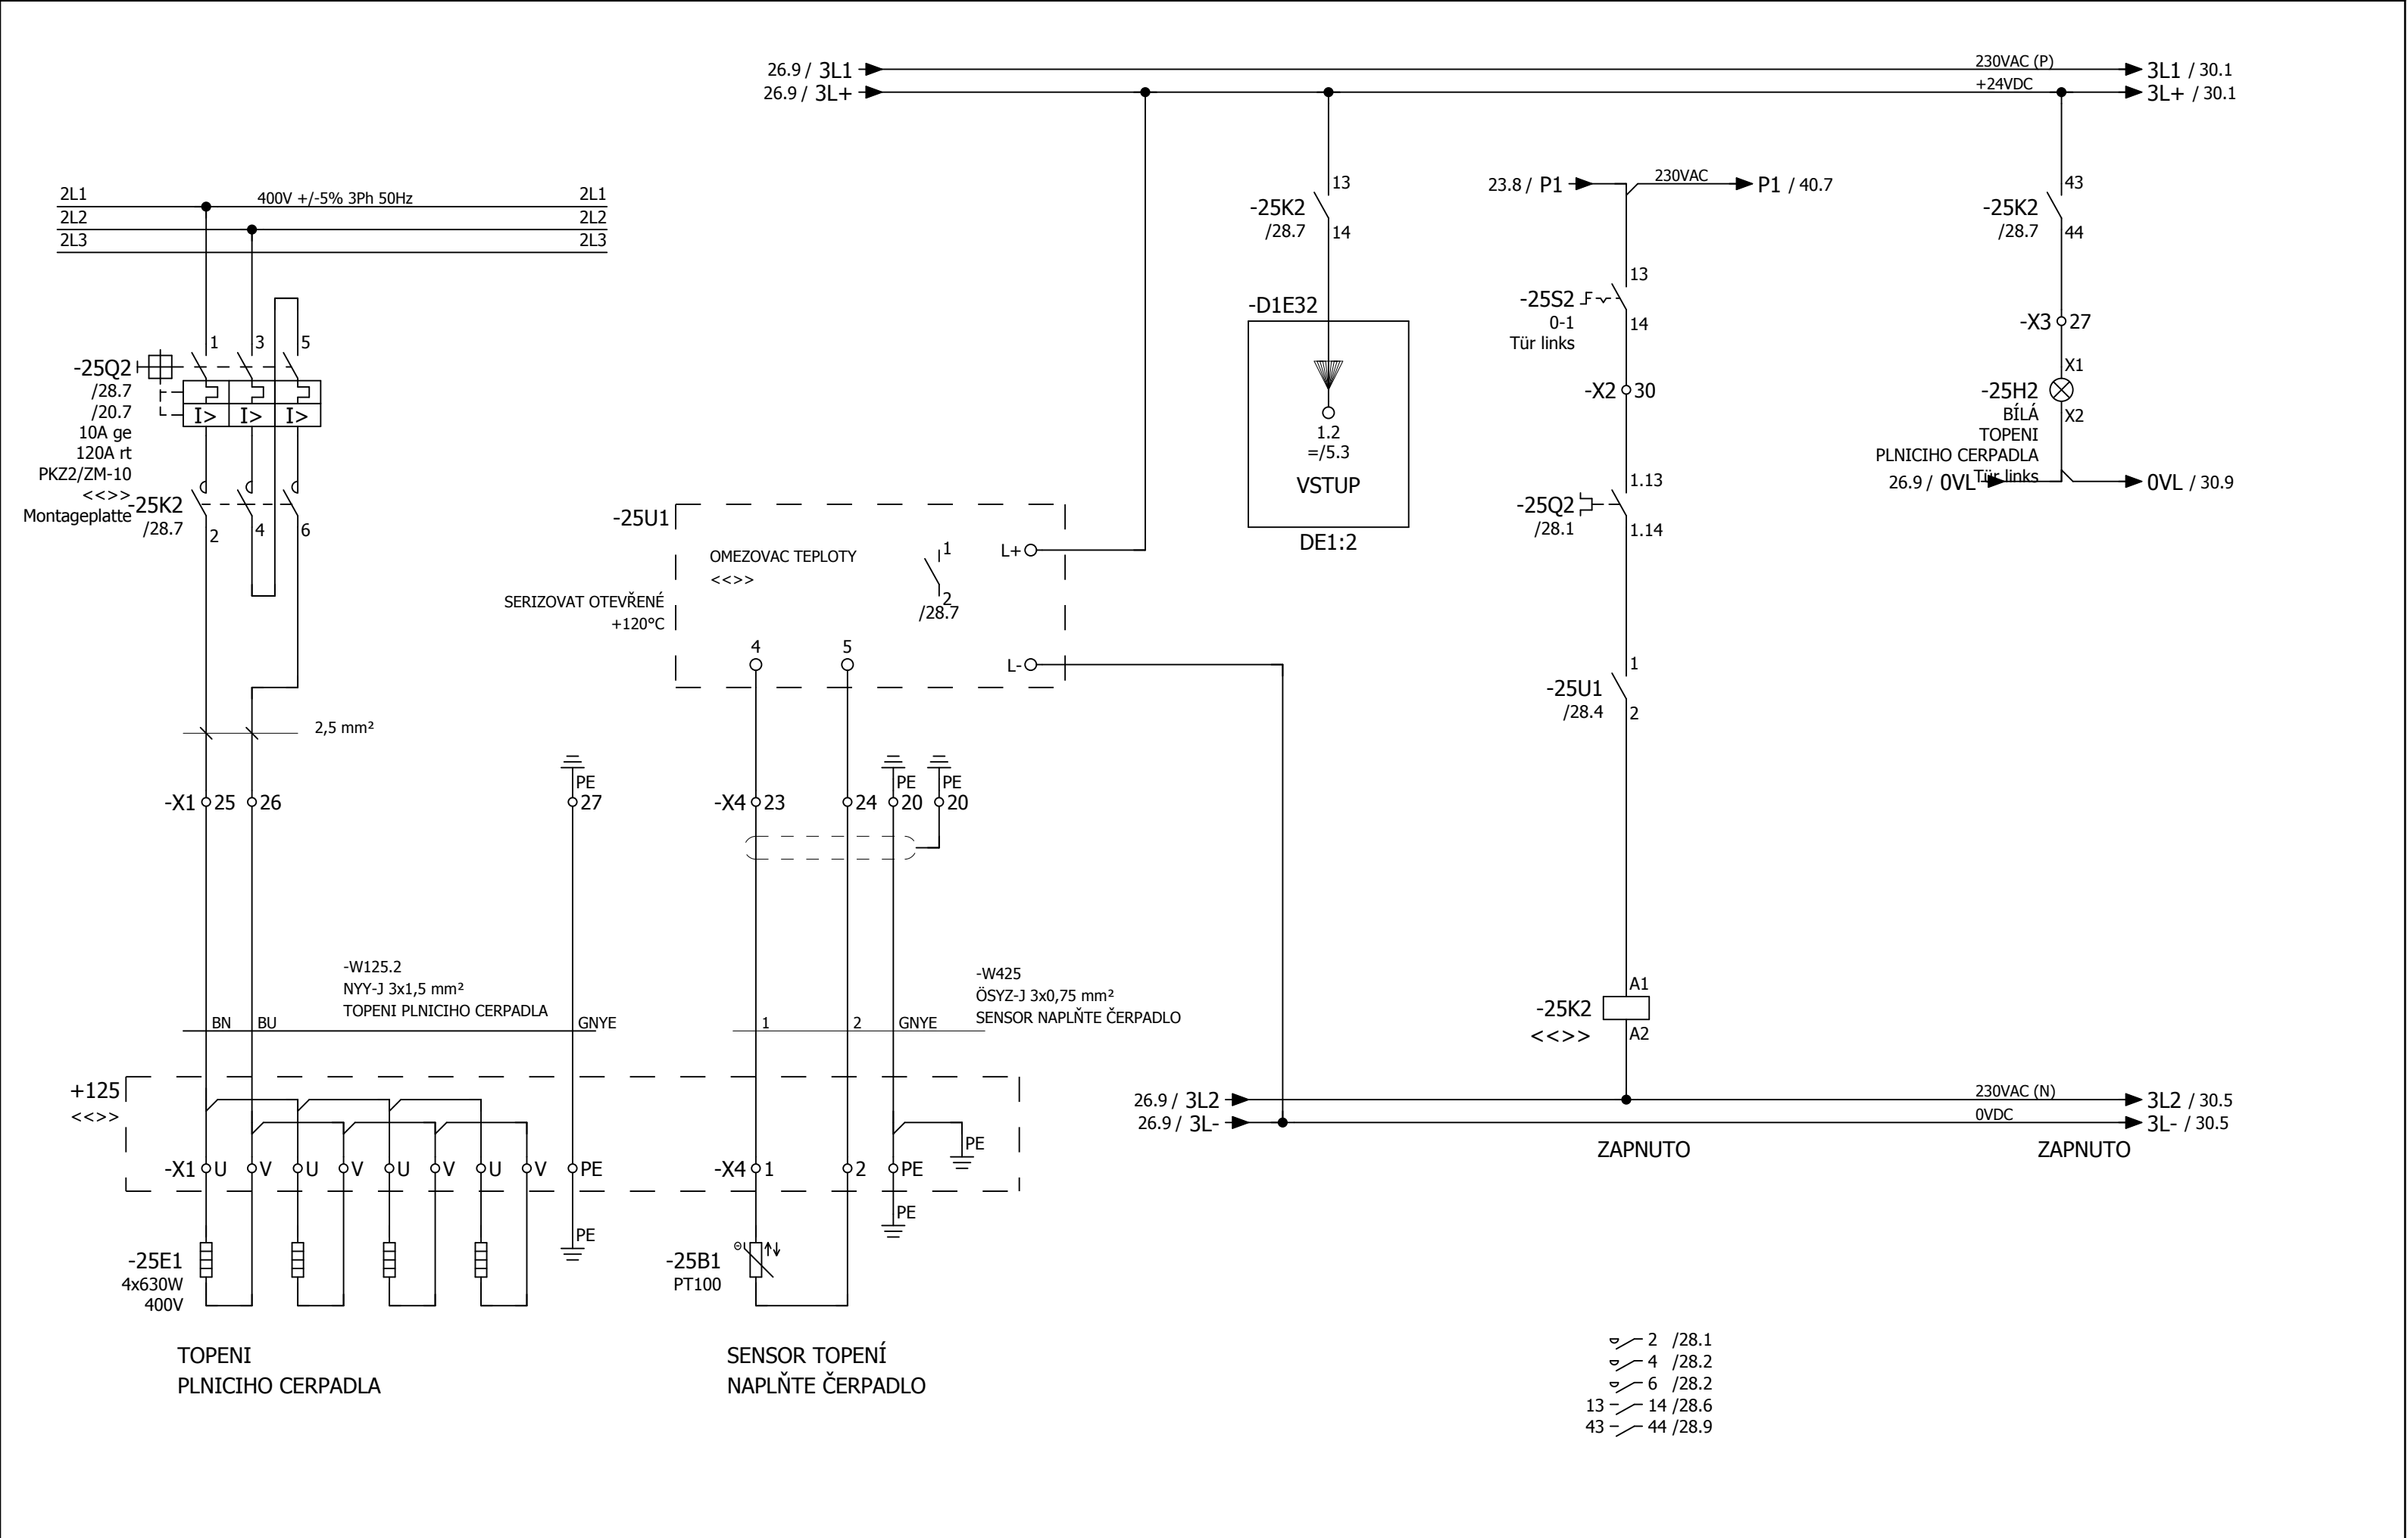 26.9 / 3L1
230VAC (P)
3L1 / 30.1
26.9 / 3L+
+24VDC
3L+ / 30.1
2L1
400V +/-5% 3Ph 50Hz
2L1
2L2
2L2
2L3
2L3
1
3
5
-25Q2
/28.7
/20.7
10A ge
120A rt
PKZ2/ZM-10
<<>>
Montageplatte
I>
I>
I>
-25K2
/28.7
2
4
6
2,5 mm²
-X1
25
26
PE
27
-W125.2
NYY-J 3x1,5 mm²
TOPENI PLNICIHO CERPADLA
BN
BU
GNYE
+125
<<>>
-X1
U
V
U
V
U
V
U
V
PE
PE
-25E1
4x630W
400V
TOPENI
PLNICIHO CERPADLA
-25U1
OMEZOVAC TEPLOTY
<<>>
SERIZOVAT OTEVŘENÉ
+120°C
1
2
/28.7
L+
L-
4
5
-X4
23
24
PE
20
PE
20
-W425
ÖSYZ-J 3x0,75 mm²
SENSOR NAPLŇTE ČERPADLO
1
2
GNYE
-X4
1
2
PE
PE
PE
-25B1
PT100
Θ
SENSOR TOPENÍ
NAPLŇTE ČERPADLO
13
-25K2
/28.7
14
-D1E32
1.2
=/5.3
VSTUP
DE1:2
23.8 / P1
230VAC
P1 / 40.7
13
-25S2
0-1
14
Tür links
-X2
30
1.13
-25Q2
/28.1
1.14
1
-25U1
/28.4
2
A1
-25K2
<<>>
A2
43
-25K2
/28.7
44
-X3
27
X1
-25H2
BÍLÁ
X2
TOPENI
PLNICIHO CERPADLA
Tür links
26.9 / 0VL
0VL / 30.9
26.9 / 3L2
230VAC (N)
3L2 / 30.5
26.9 / 3L-
0VDC
3L- / 30.5
ZAPNUTO
ZAPNUTO
2 /28.1
4 /28.2
6 /28.2
13
14 /28.6
43
44 /28.9